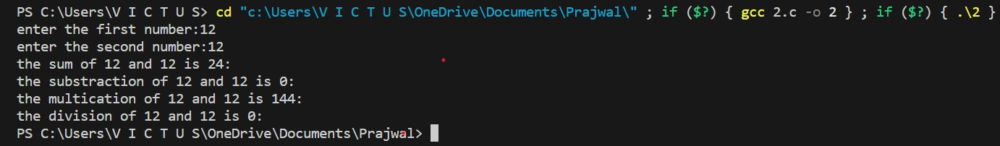 PS C:\Users\V I C T U S> cd "c:\Users\V I C T U S\OneDrive\Documents\Prajwal\" ; if ($?) { gcc 2.c -o 2 } ; if ($?) { .\2 }
enter the first number:12
enter the second number:12
the sum of 12 and 12 is 24:
the substraction of 12 and 12 is 0:
the multication of 12 and 12 is 144:
the division of 12 and 12 is 0:
PS C:\Users\V I C T U S\OneDrive\Documents\Prajwal>